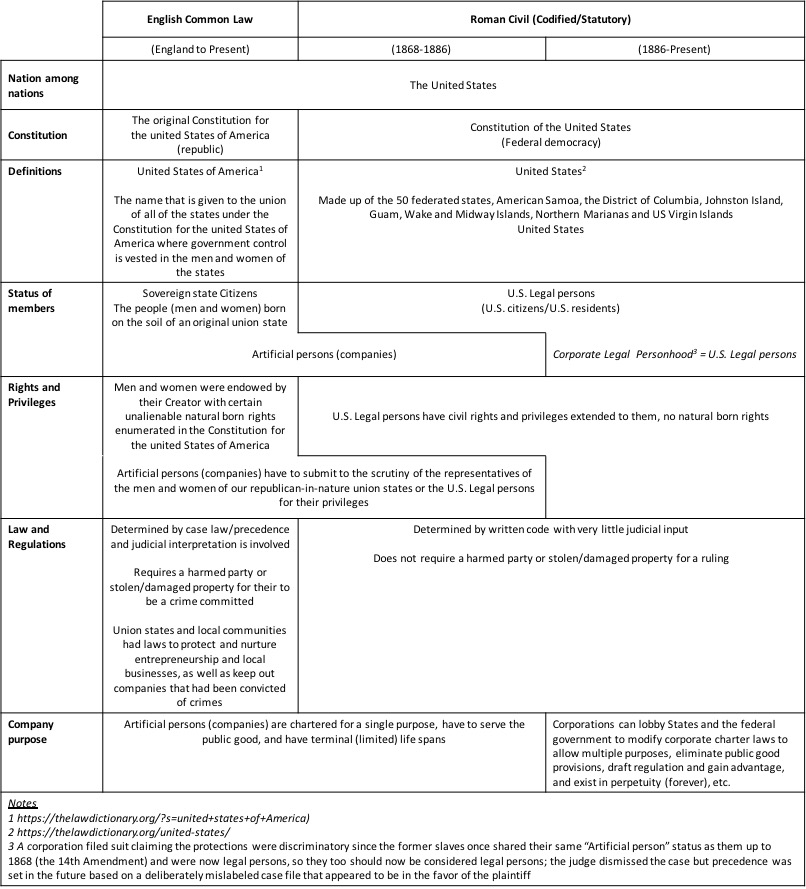 English Common Law
Roman Civil (Codified/Statutory)
(England to Present)
(1868-1886)
(1886-Present)
Nation among
nations
The United States
Constitution
The original Constitution for
the united States of America
(republic)
Constitution of the United States
(Federal democracy)
Definitions
United States of America1
The name that is given to the union
of all of the states under the
Constitution for the united States of
America where government control
is vested in the men and women of
the states
United States2
Made up of the 50 federated states, American Samoa, the District of Columbia, Johnston Island,
Guam, Wake and Midway Islands, Northern Marianas and US Virgin Islands
United States
Status of
members
Sovereign state Citizens
The people (men and women) born
on the soil of an original union state
U.S. Legal persons
(U.S. citizens/U.S. residents)
Artificial persons (companies)
Corporate Legal Personhood3 = U.S. Legal persons
Rights and
Privileges
Men and women were endowed by
their Creator with certain
unalienable natural born rights
enumerated in the Constitution for
the united States of America
U.S. Legal persons have civil rights and privileges extended to them, no natural born rights
Artificial persons (companies) have to submit to the scrutiny of the representatives of
the men and women of our republican-in-nature union states or the U.S. Legal persons
for their privileges
Law and
Regulations
Determined by case law/precedence
and judicial interpretation is involved
Requires a harmed party or
stolen/damaged property for their to
be a crime committed
Union states and local communities
had laws to protect and nurture
entrepreneurship and local
businesses, as well as keep out
companies that had been convicted
of crimes
Determined by written code with very little judicial input
Does not require a harmed party or stolen/damaged property for a ruling
Company
purpose
Artificial persons (companies) are chartered for a single purpose, have to serve the
public good, and have terminal (limited) life spans
Corporations can lobby States and the federal
government to modify corporate charter laws to
allow multiple purposes, eliminate public good
provisions, draft regulation and gain advantage,
and exist in perpetuity (forever), etc.
Notes
1 https://thelawdictionary.org/?s=united+states+of+America)
2 https://thelawdictionary.org/united-states/
3 A corporation filed suit claiming the protections were discriminatory since the former slaves once shared their same “Artificial person” status as them up to
1868 (the 14th Amendment) and were now legal persons, so they too should now be considered legal persons; the judge dismissed the case but precedence was
set in the future based on a deliberately mislabeled case file that appeared to be in the favor of the plaintiff